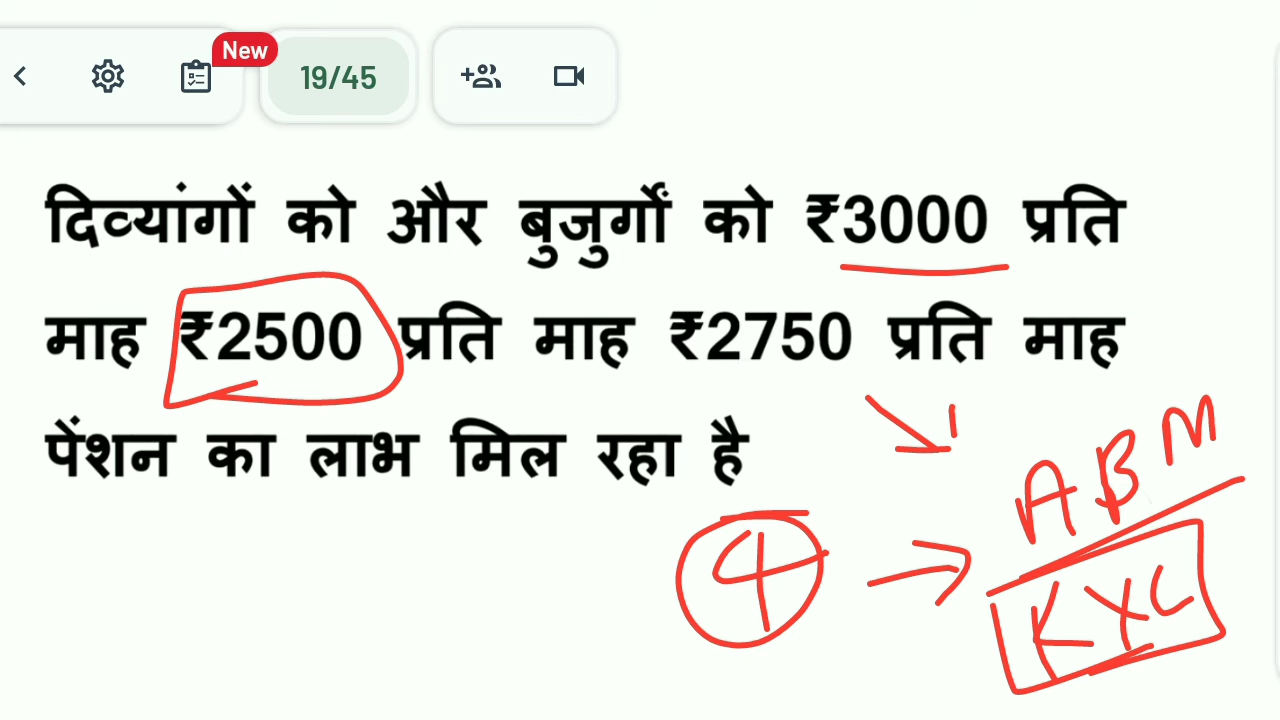 New
19/45
दिव्यांगों को और बुजुर्गों को ₹3000 प्रति
माह ₹2500 प्रति माह ₹2750 प्रति माह
पेंशन का लाभ मिल रहा है
ABM
4
KYC